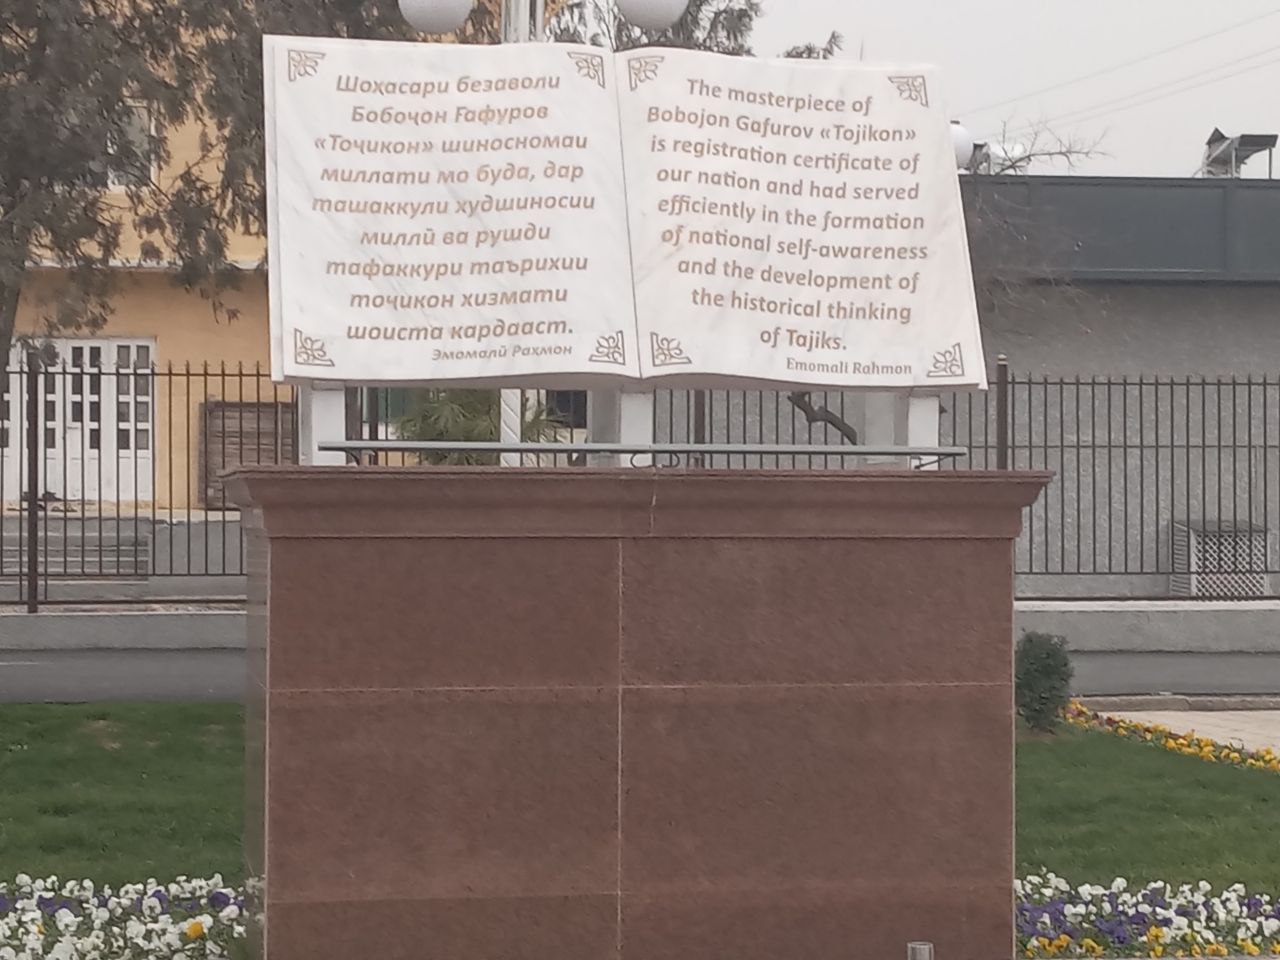 Шоҳасари безаволи
Бобоҷон Ғафуров
«Тоҷикон» шиносномаи
миллати мо буда, дар
ташаккули худшиносии
миллӣ ва рушди
тафаккури таърихии
тоҷикон хизмати
шоиста кардааст.
Эмомалӣ Раҳмон
The masterpiece of
Bobojon Gafurov «Tojikon»
is registration certificate of
our nation and had served
efficiently in the formation
of national self-awareness
and the development of
the historical thinking
of Tajiks.
Emomali Rahmon